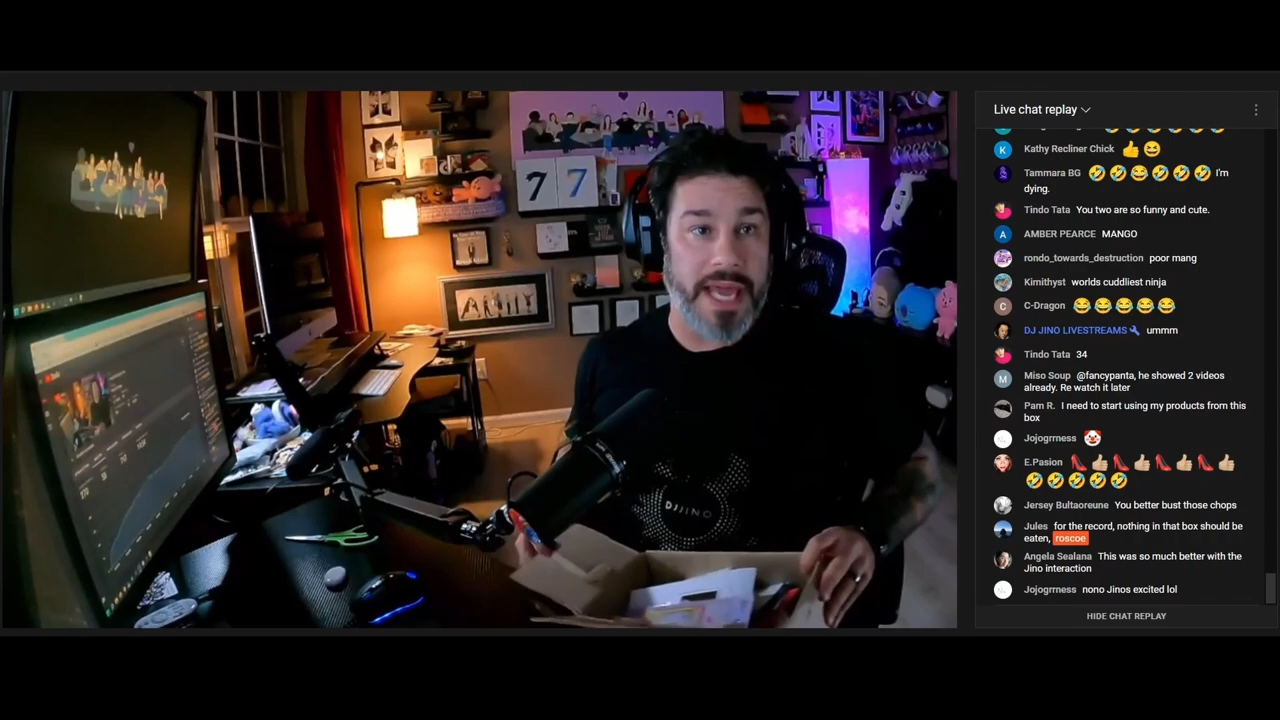 Live chat replay
Kathy Recliner Chick 👍😆
Tammara BG 🤣🤣😂🤣🤣🤣 I'm
dying.
Tindo Tata You two are so funny and cute.
AMBER PEARCE MANGO
rondo_towards_destruction poor mang
Kimithyst worlds cuddliest ninja
C-Dragon 😂😂😂😂😂
DJ JINO LIVESTREAMS ummm
Tindo Tata 34
Miso Soup @fancypanta, he showed 2 videos
already. Re watch it later
Pam R. I need to start using my products from this
box
Jojogrrness 🤡
E.Pasion 👠👍🏼👠👍🏼👠👍🏼👠👍🏼
🤣🤣🤣🤣🤣
Jersey Bultaoreune You better bust those chops
Jules for the record, nothing in that box should be
eaten, roscoe
Angela Sealana This was so much better with the
Jino interaction
Jojogrrness nono Jinos excited lol
HIDE CHAT REPLAY
77
ARMY
DJJINO